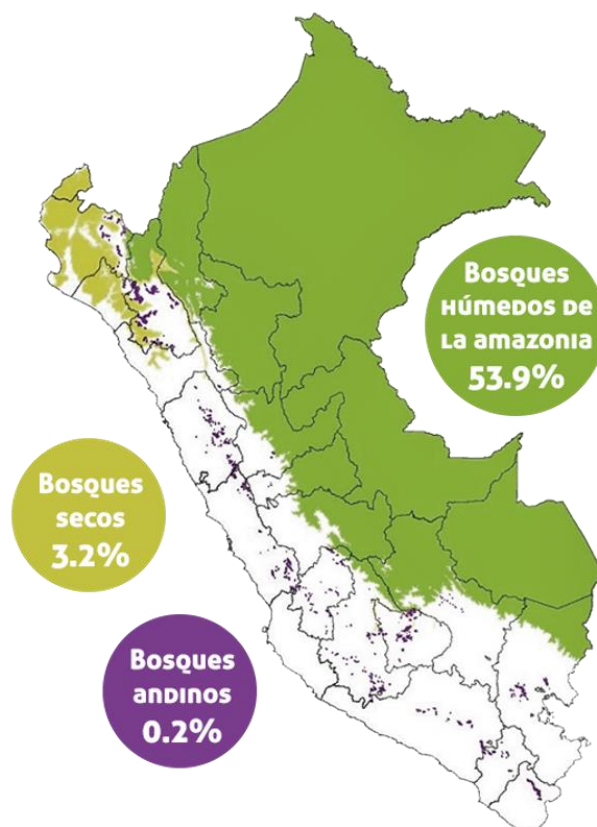 Bosques
húmedos de
la amazonia
53.9%
Bosques
secos
3.2%
Bosques
andinos
0.2%